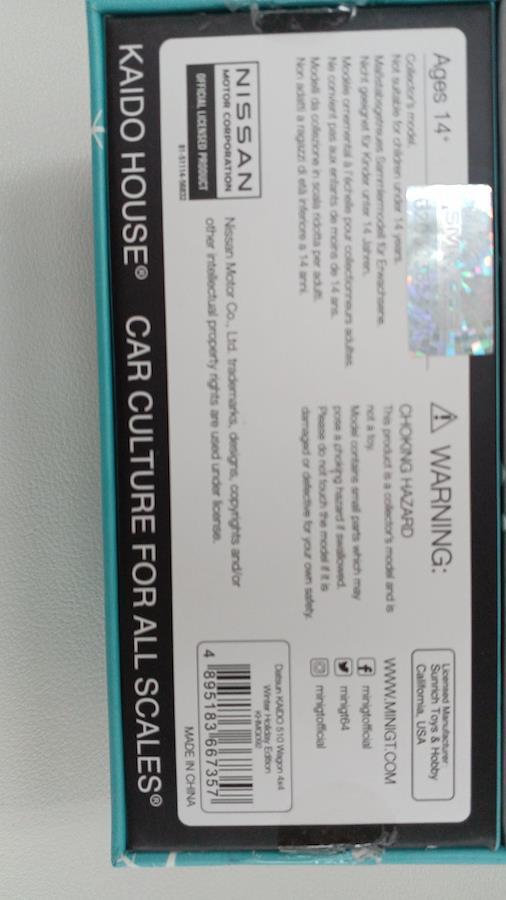 Ages 14+
Collector's model.
Not suitable for children under 14 years.
Maßstabsgetreues Sammlermodell für Erwachsene.
Nicht geeignet für Kinder unter 14 Jahren.
Modèle ornemental à l'échelle pour collectionneurs adultes.
Ne convient pas aux enfants de moins de 14 ans.
Modelli da collezione in scala ridotta per adulti.
Non adatti a ragazzi di età inferiore a 14 anni.
NISSAN
MOTOR CORPORATION
OFFICIAL LICENSED PRODUCT
Nissan Motor Co., Ltd. trademarks, designs, copyrights and/or
other intellectual property rights are used under license.
⚠ WARNING:
CHOKING HAZARD
This product is a collector's model and is
not a toy.
Model contains small parts which may
pose a choking hazard if swallowed.
Please do not touch the model if it is
damaged or defective for your own safety.
Licensed Manufacturer
Sunrich Toys & Hobby
California, USA
WWW.MINIGT.COM
minigtofficial
minigt64
minigtofficial
Datsun KAIDO 510 Wagon 4x4
Winter Holiday Edition
KHMG092
4 895183 667357
MADE IN CHINA
KAIDO HOUSE® CAR CULTURE FOR ALL SCALES®